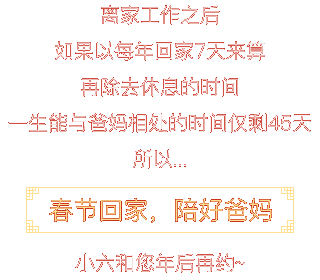 离家工作之后
如果以每年回家7天来算
再除去休息的时间
一生能与爸妈相处的时间仅剩45天
所以...
春节回家，陪好爸妈
小六和您年后再约~